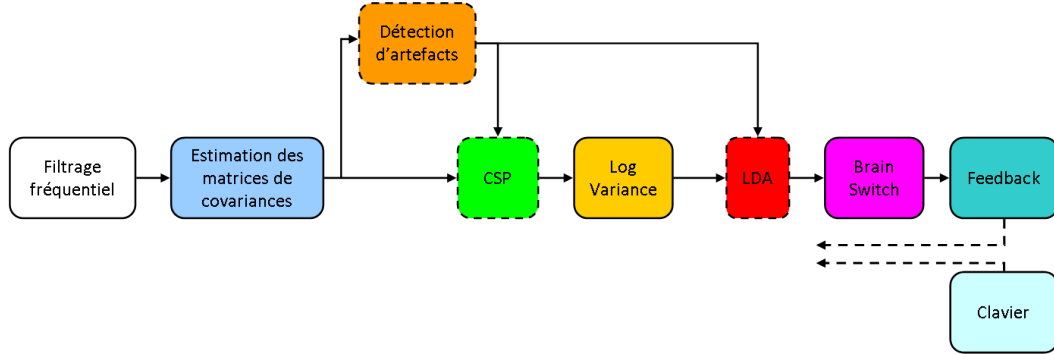 Détection
d'artefacts
Filtrage
fréquentiel
Estimation des
matrices de
covariances
CSP
Log
Variance
LDA
Brain
Switch
Feedback
Clavier